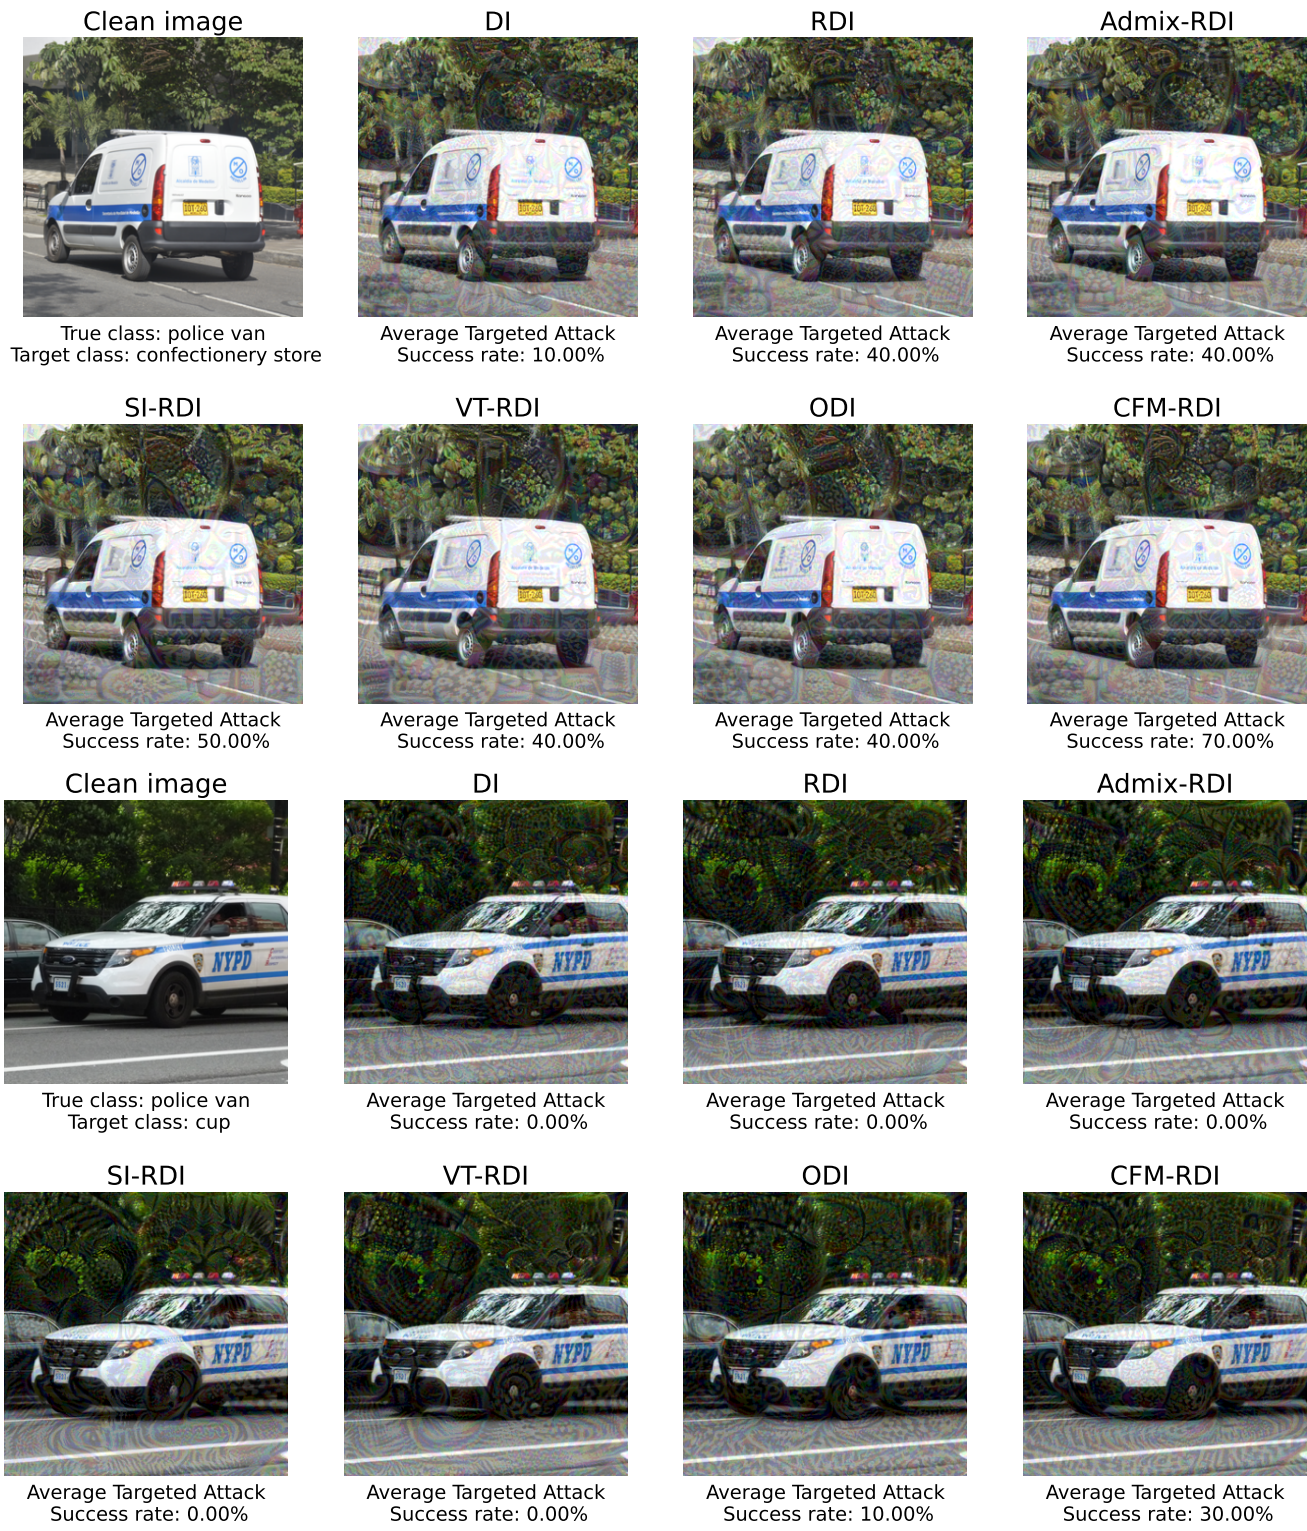 Clean image
DI
RDI
Admix-RDI
True class: police van
Target class: confectionery store
Average Targeted Attack
Success rate: 10.00%
Average Targeted Attack
Success rate: 40.00%
Average Targeted Attack
Success rate: 40.00%
SI-RDI
VT-RDI
ODI
CFM-RDI
Average Targeted Attack
Success rate: 50.00%
Average Targeted Attack
Success rate: 40.00%
Average Targeted Attack
Success rate: 40.00%
Average Targeted Attack
Success rate: 70.00%
Clean image
DI
RDI
Admix-RDI
NYPD
NYPD
NYPD
NYPD
True class: police van
Target class: cup
Average Targeted Attack
Success rate: 0.00%
Average Targeted Attack
Success rate: 0.00%
Average Targeted Attack
Success rate: 0.00%
SI-RDI
VT-RDI
ODI
CFM-RDI
NYPD
NYPD
NYPD
NYPD
Average Targeted Attack
Success rate: 0.00%
Average Targeted Attack
Success rate: 0.00%
Average Targeted Attack
Success rate: 10.00%
Average Targeted Attack
Success rate: 30.00%